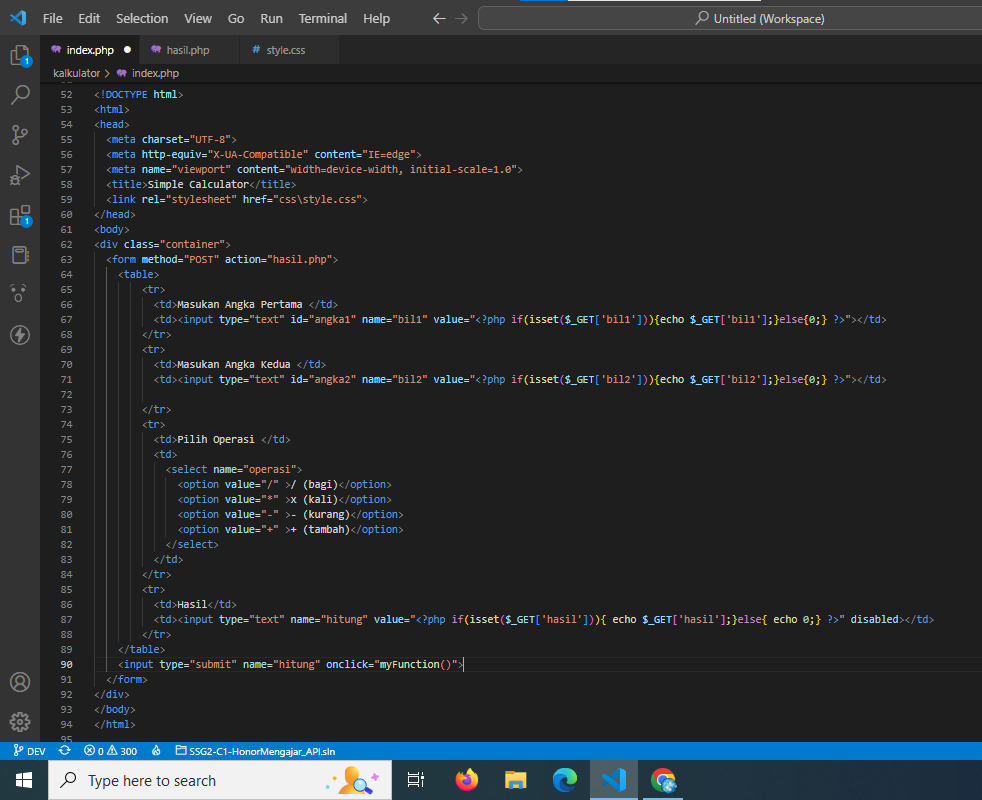 File Edit Selection View Go Run Terminal Help
Untitled (Workspace)
index.php hasil.php # style.css
kalkulator > index.php
52 <!DOCTYPE html>
53 <html>
54 <head>
55 <meta charset="UTF-8">
56 <meta http-equiv="X-UA-Compatible" content="IE=edge">
57 <meta name="viewport" content="width=device-width, initial-scale=1.0">
58 <title>Simple Calculator</title>
59 <link rel="stylesheet" href="css\style.css">
60 </head>
61 <body>
62 <div class="container">
63 <form method="POST" action="hasil.php">
64 <table>
65 <tr>
66 <td>Masukan Angka Pertama </td>
67 <td><input type="text" id="angka1" name="bil1" value="<?php if(isset($_GET['bil1'])){echo $_GET['bil1'];}else{0;} ?>"></td>
68 </tr>
69 <tr>
70 <td>Masukan Angka Kedua </td>
71 <td><input type="text" id="angka2" name="bil2" value="<?php if(isset($_GET['bil2'])){echo $_GET['bil2'];}else{0;} ?>"></td>
72
73 </tr>
74 <tr>
75 <td>Pilih Operasi </td>
76 <td>
77 <select name="operasi">
78 <option value="/" >/ (bagi)</option>
79 <option value="*" >x (kali)</option>
80 <option value="-" >- (kurang)</option>
81 <option value="+" >+ (tambah)</option>
82 </select>
83 </td>
84 </tr>
85 <tr>
86 <td>Hasil</td>
87 <td><input type="text" name="hitung" value="<?php if(isset($_GET['hasil'])){ echo $_GET['hasil'];}else{ echo 0;} ?>" disabled></td>
88 </tr>
89 </table>
90 <input type="submit" name="hitung" onclick="myFunction()">
91 </form>
92 </div>
93 </body>
94 </html>
95
1
1
DEV 0 300 SSG2-C1-HonorMengajar_API.sln
Type here to search